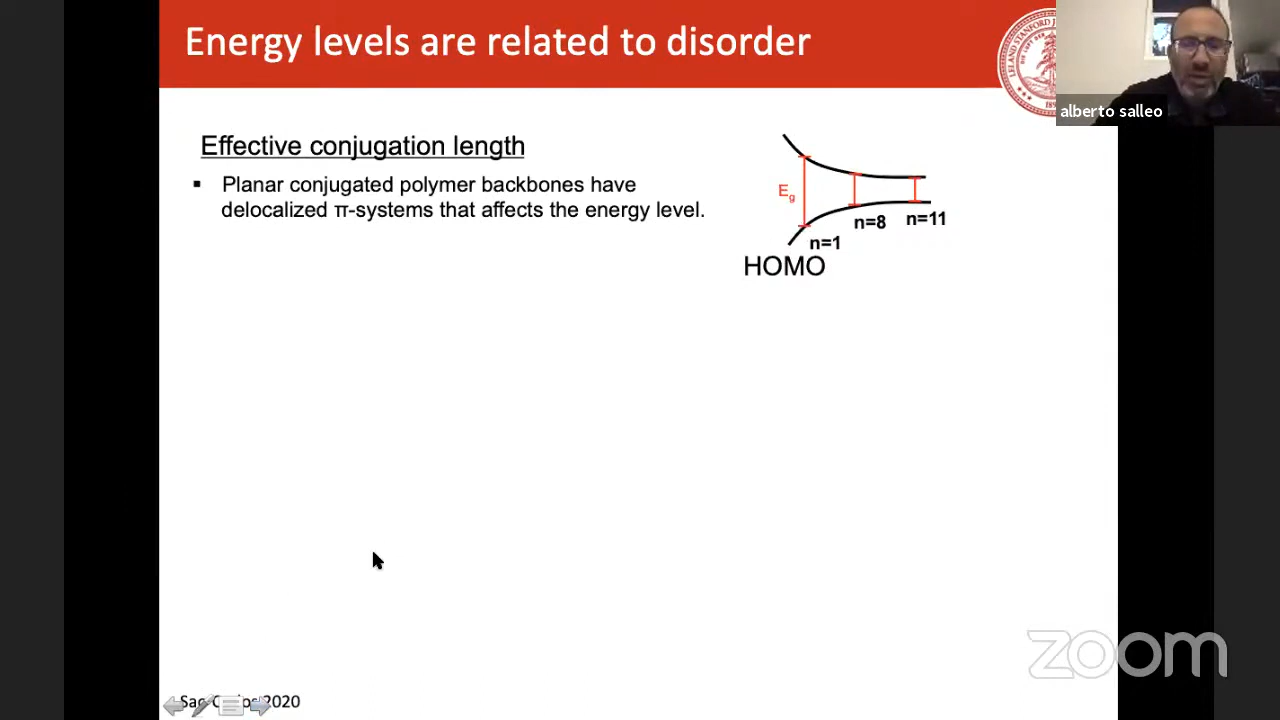 Energy levels are related to disorder
alberto salleo
Effective conjugation length
▪ Planar conjugated polymer backbones have
delocalized π-systems that affects the energy level.
Eg
n=8
n=11
n=1
HOMO
2020
zoom